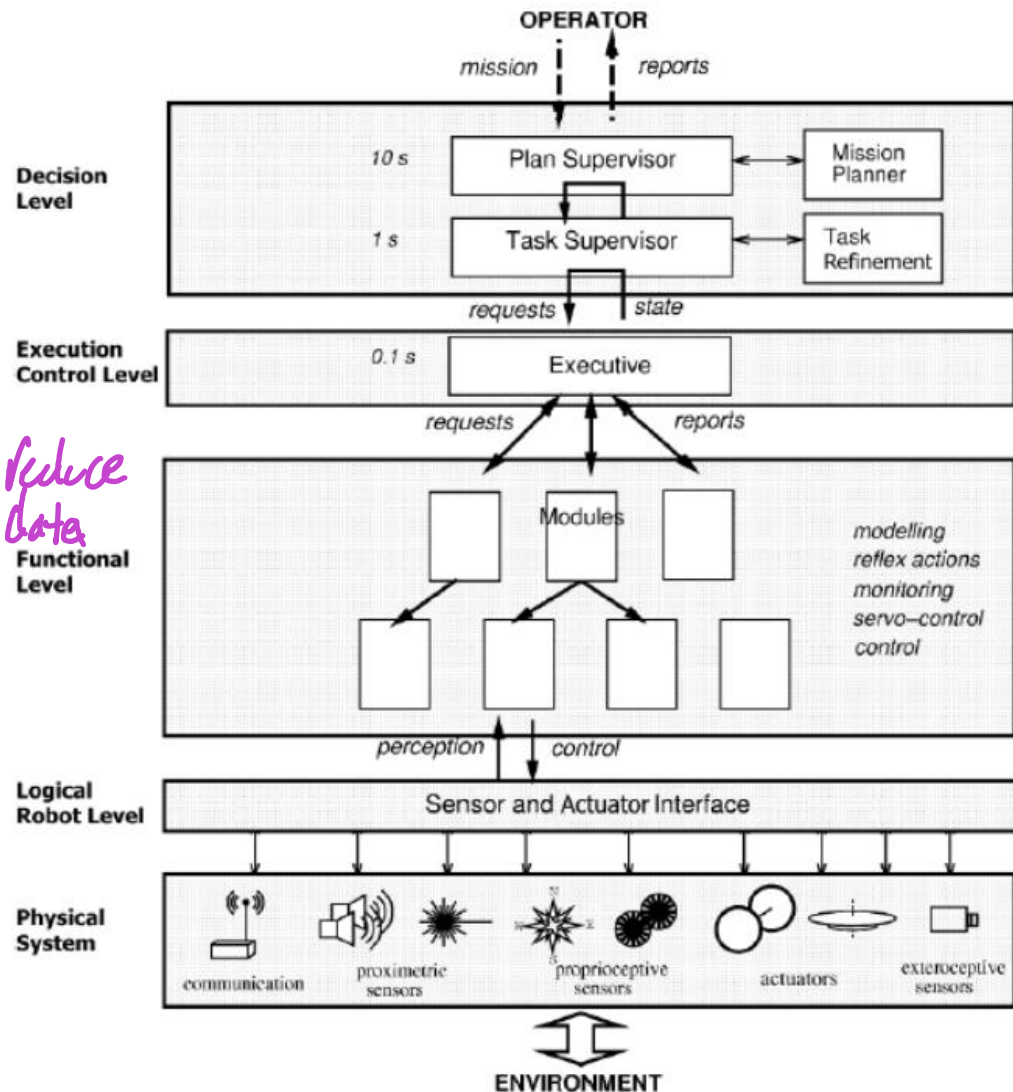 OPERATOR
mission
reports
Decision
Level
10 s
Plan Supervisor
Mission
Planner
1 s
Task Supervisor
Task
Refinement
requests
state
Execution
Control Level
0.1 s
Executive
requests
reports
reduce
data
Functional
Level
Modules
modelling
reflex actions
monitoring
servo-control
control
perception
control
Logical
Robot Level
Sensor and Actuator Interface
Physical
System
N
W
E
S
communication
proximetric
sensors
proprioceptive
sensors
actuators
exteroceptive
sensors
ENVIRONMENT